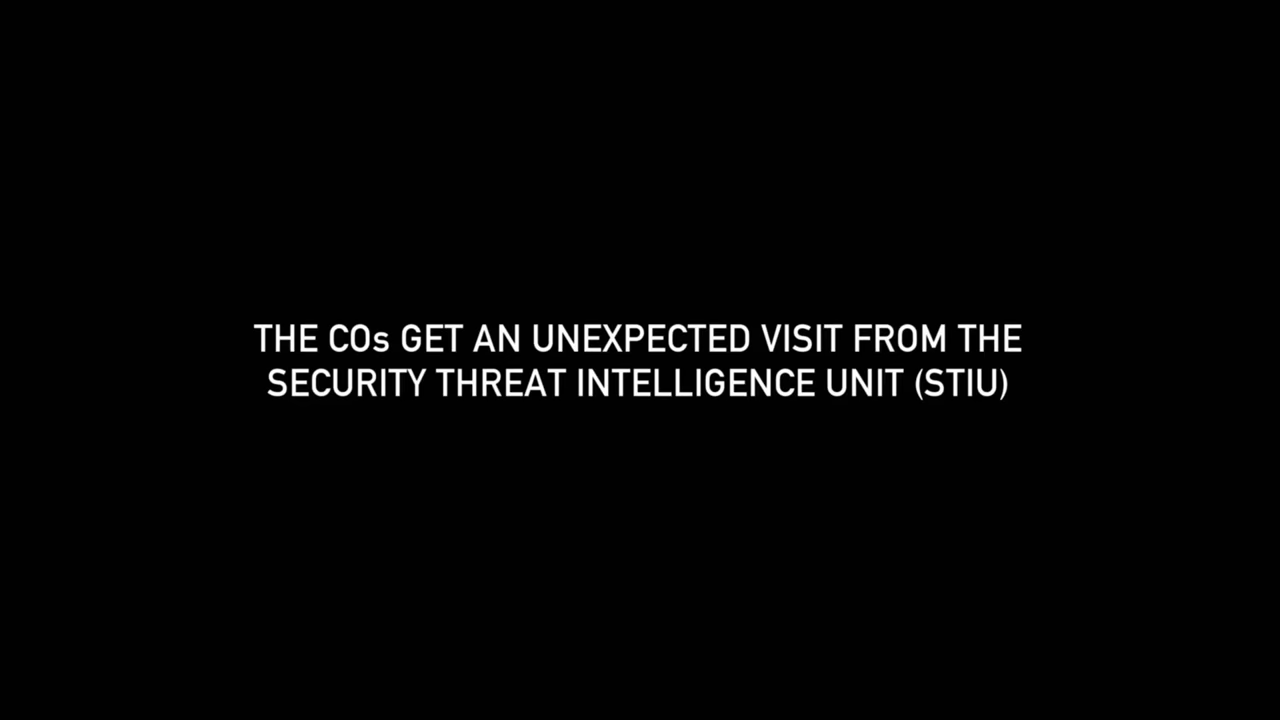 THE COs GET AN UNEXPECTED VISIT FROM THE
SECURITY THREAT INTELLIGENCE UNIT (STIU)